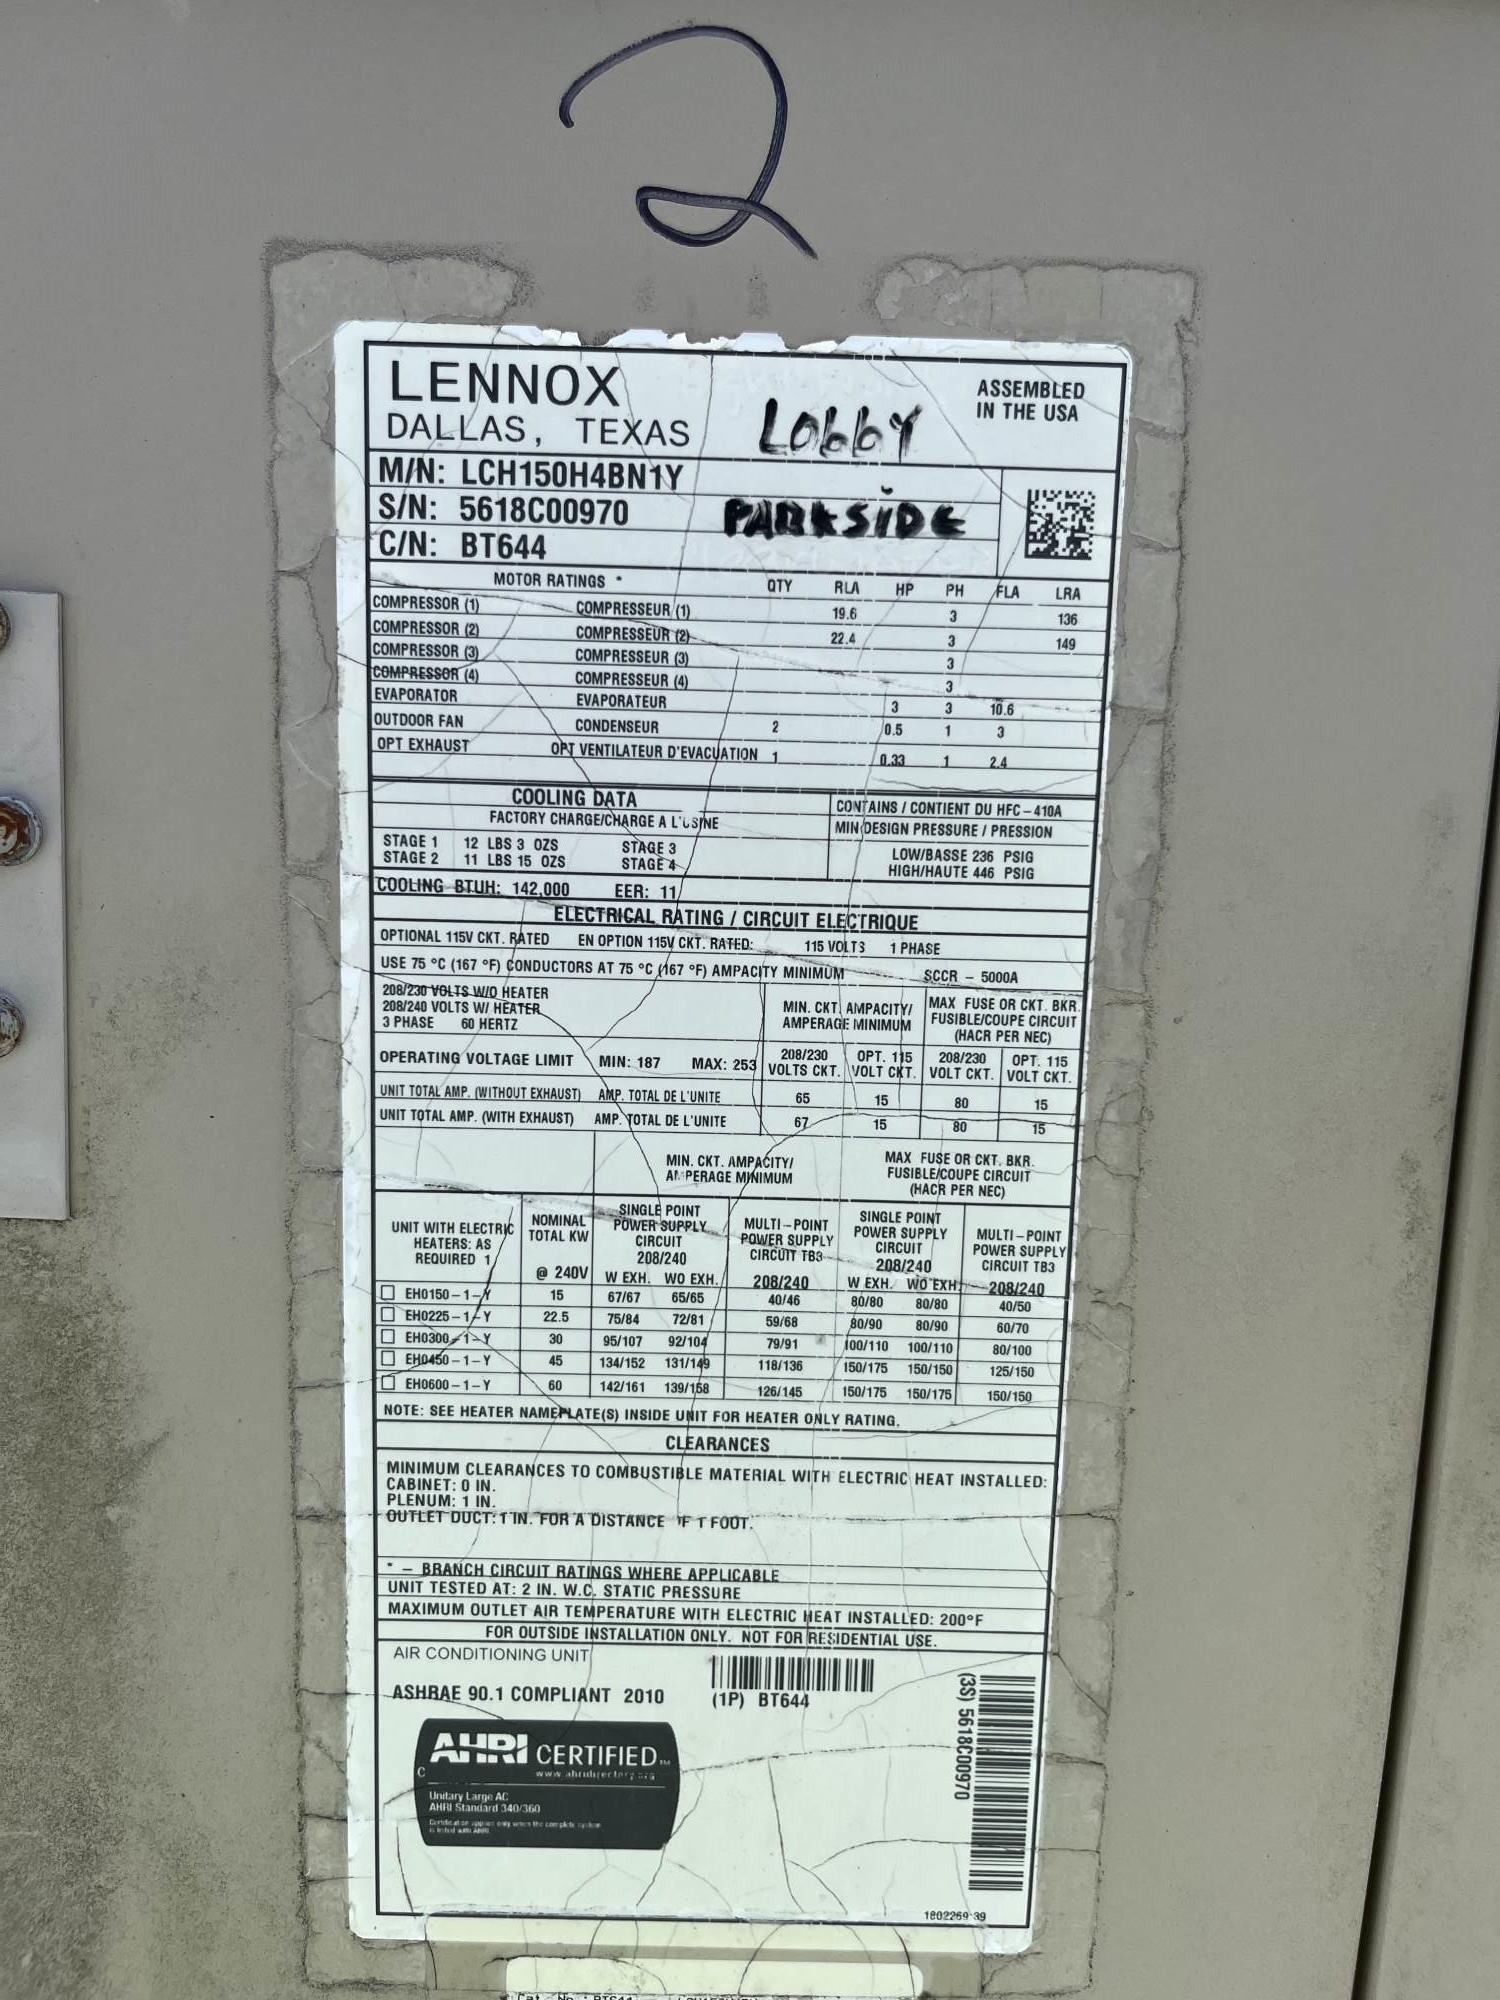 2
LENNOX
DALLAS, TEXAS
LOBBY
ASSEMBLED
IN THE USA
M/N: LCH150H4BN1Y
S/N: 5618C00970
PARKSIDE
C/N: BT644
MOTOR RATINGS * QTY RLA HP PH FLA LRA
COMPRESSOR (1) COMPRESSEUR (1) 19.6 3 136
COMPRESSOR (2) COMPRESSEUR (2) 22.4 3 149
COMPRESSOR (3) COMPRESSEUR (3) 3
COMPRESSOR (4) COMPRESSEUR (4) 3
EVAPORATOR EVAPORATEUR 3 3 10.6
OUTDOOR FAN CONDENSEUR 2 0.5 1 3
OPT EXHAUST OPT VENTILATEUR D'EVACUATION 1 0.33 1 2.4
COOLING DATA
FACTORY CHARGE/CHARGE A L'USINE
STAGE 1 12 LBS 3 OZS STAGE 3
STAGE 2 11 LBS 15 OZS STAGE 4
CONTAINS / CONTIENT DU HFC-410A
MIN DESIGN PRESSURE / PRESSION
LOW/BASSE 236 PSIG
HIGH/HAUTE 446 PSIG
COOLING BTUH: 142,000 EER: 11
ELECTRICAL RATING / CIRCUIT ELECTRIQUE
OPTIONAL 115V CKT. RATED EN OPTION 115V CKT. RATED: 115 VOLTS 1 PHASE
USE 75 °C (167 °F) CONDUCTORS AT 75 °C (167 °F) AMPACITY MINIMUM SCCR - 5000A
208/230 VOLTS W/O HEATER
208/240 VOLTS W/ HEATER
3 PHASE 60 HERTZ
MIN. CKT. AMPACITY/
AMPERAGE MINIMUM
MAX FUSE OR CKT. BKR.
FUSIBLE/COUPE CIRCUIT
(HACR PER NEC)
OPERATING VOLTAGE LIMIT MIN: 187 MAX: 253
208/230 VOLTS CKT. OPT. 115 VOLT CKT. 208/230 VOLT CKT. OPT. 115 VOLT CKT.
UNIT TOTAL AMP. (WITHOUT EXHAUST) AMP. TOTAL DE L'UNITE 65 15 80 15
UNIT TOTAL AMP. (WITH EXHAUST) AMP. TOTAL DE L'UNITE 67 15 80 15
MIN. CKT. AMPACITY/
AMPERAGE MINIMUM
MAX FUSE OR CKT. BKR.
FUSIBLE/COUPE CIRCUIT
(HACR PER NEC)
UNIT WITH ELECTRIC
HEATERS: AS
REQUIRED 1
NOMINAL
TOTAL KW
@ 240V
SINGLE POINT
POWER SUPPLY
CIRCUIT
208/240
W EXH. WO EXH.
MULTI-POINT
POWER SUPPLY
CIRCUIT TB3
208/240
SINGLE POINT
POWER SUPPLY
CIRCUIT
208/240
W EXH. WO EXH.
MULTI-POINT
POWER SUPPLY
CIRCUIT TB3
208/240
EH0150-1-Y 15 67/67 65/65 40/46 80/80 80/80 40/50
EH0225-1-Y 22.5 75/84 72/81 59/68 80/90 80/90 60/70
EH0300-1-Y 30 95/107 92/104 79/91 100/110 100/110 80/100
EH0450-1-Y 45 134/152 131/149 118/136 150/175 150/150 125/150
EH0600-1-Y 60 142/161 139/158 126/145 150/175 150/175 150/150
NOTE: SEE HEATER NAMEPLATE(S) INSIDE UNIT FOR HEATER ONLY RATING.
CLEARANCES
MINIMUM CLEARANCES TO COMBUSTIBLE MATERIAL WITH ELECTRIC HEAT INSTALLED:
CABINET: 0 IN.
PLENUM: 1 IN.
OUTLET DUCT: 1 IN. FOR A DISTANCE OF 1 FOOT.
* - BRANCH CIRCUIT RATINGS WHERE APPLICABLE
UNIT TESTED AT: 2 IN. W.C. STATIC PRESSURE
MAXIMUM OUTLET AIR TEMPERATURE WITH ELECTRIC HEAT INSTALLED: 200°F
FOR OUTSIDE INSTALLATION ONLY. NOT FOR RESIDENTIAL USE.
AIR CONDITIONING UNIT
ASHRAE 90.1 COMPLIANT 2010
(1P) BT644
(3S) 5618C00970
AHRI CERTIFIED™
www.ahridirectory.org
Unitary Large AC
AHRI Standard 340/360
Certification applies only when the complete system
is listed with AHRI
1802269 39
Cat. No.: BT644